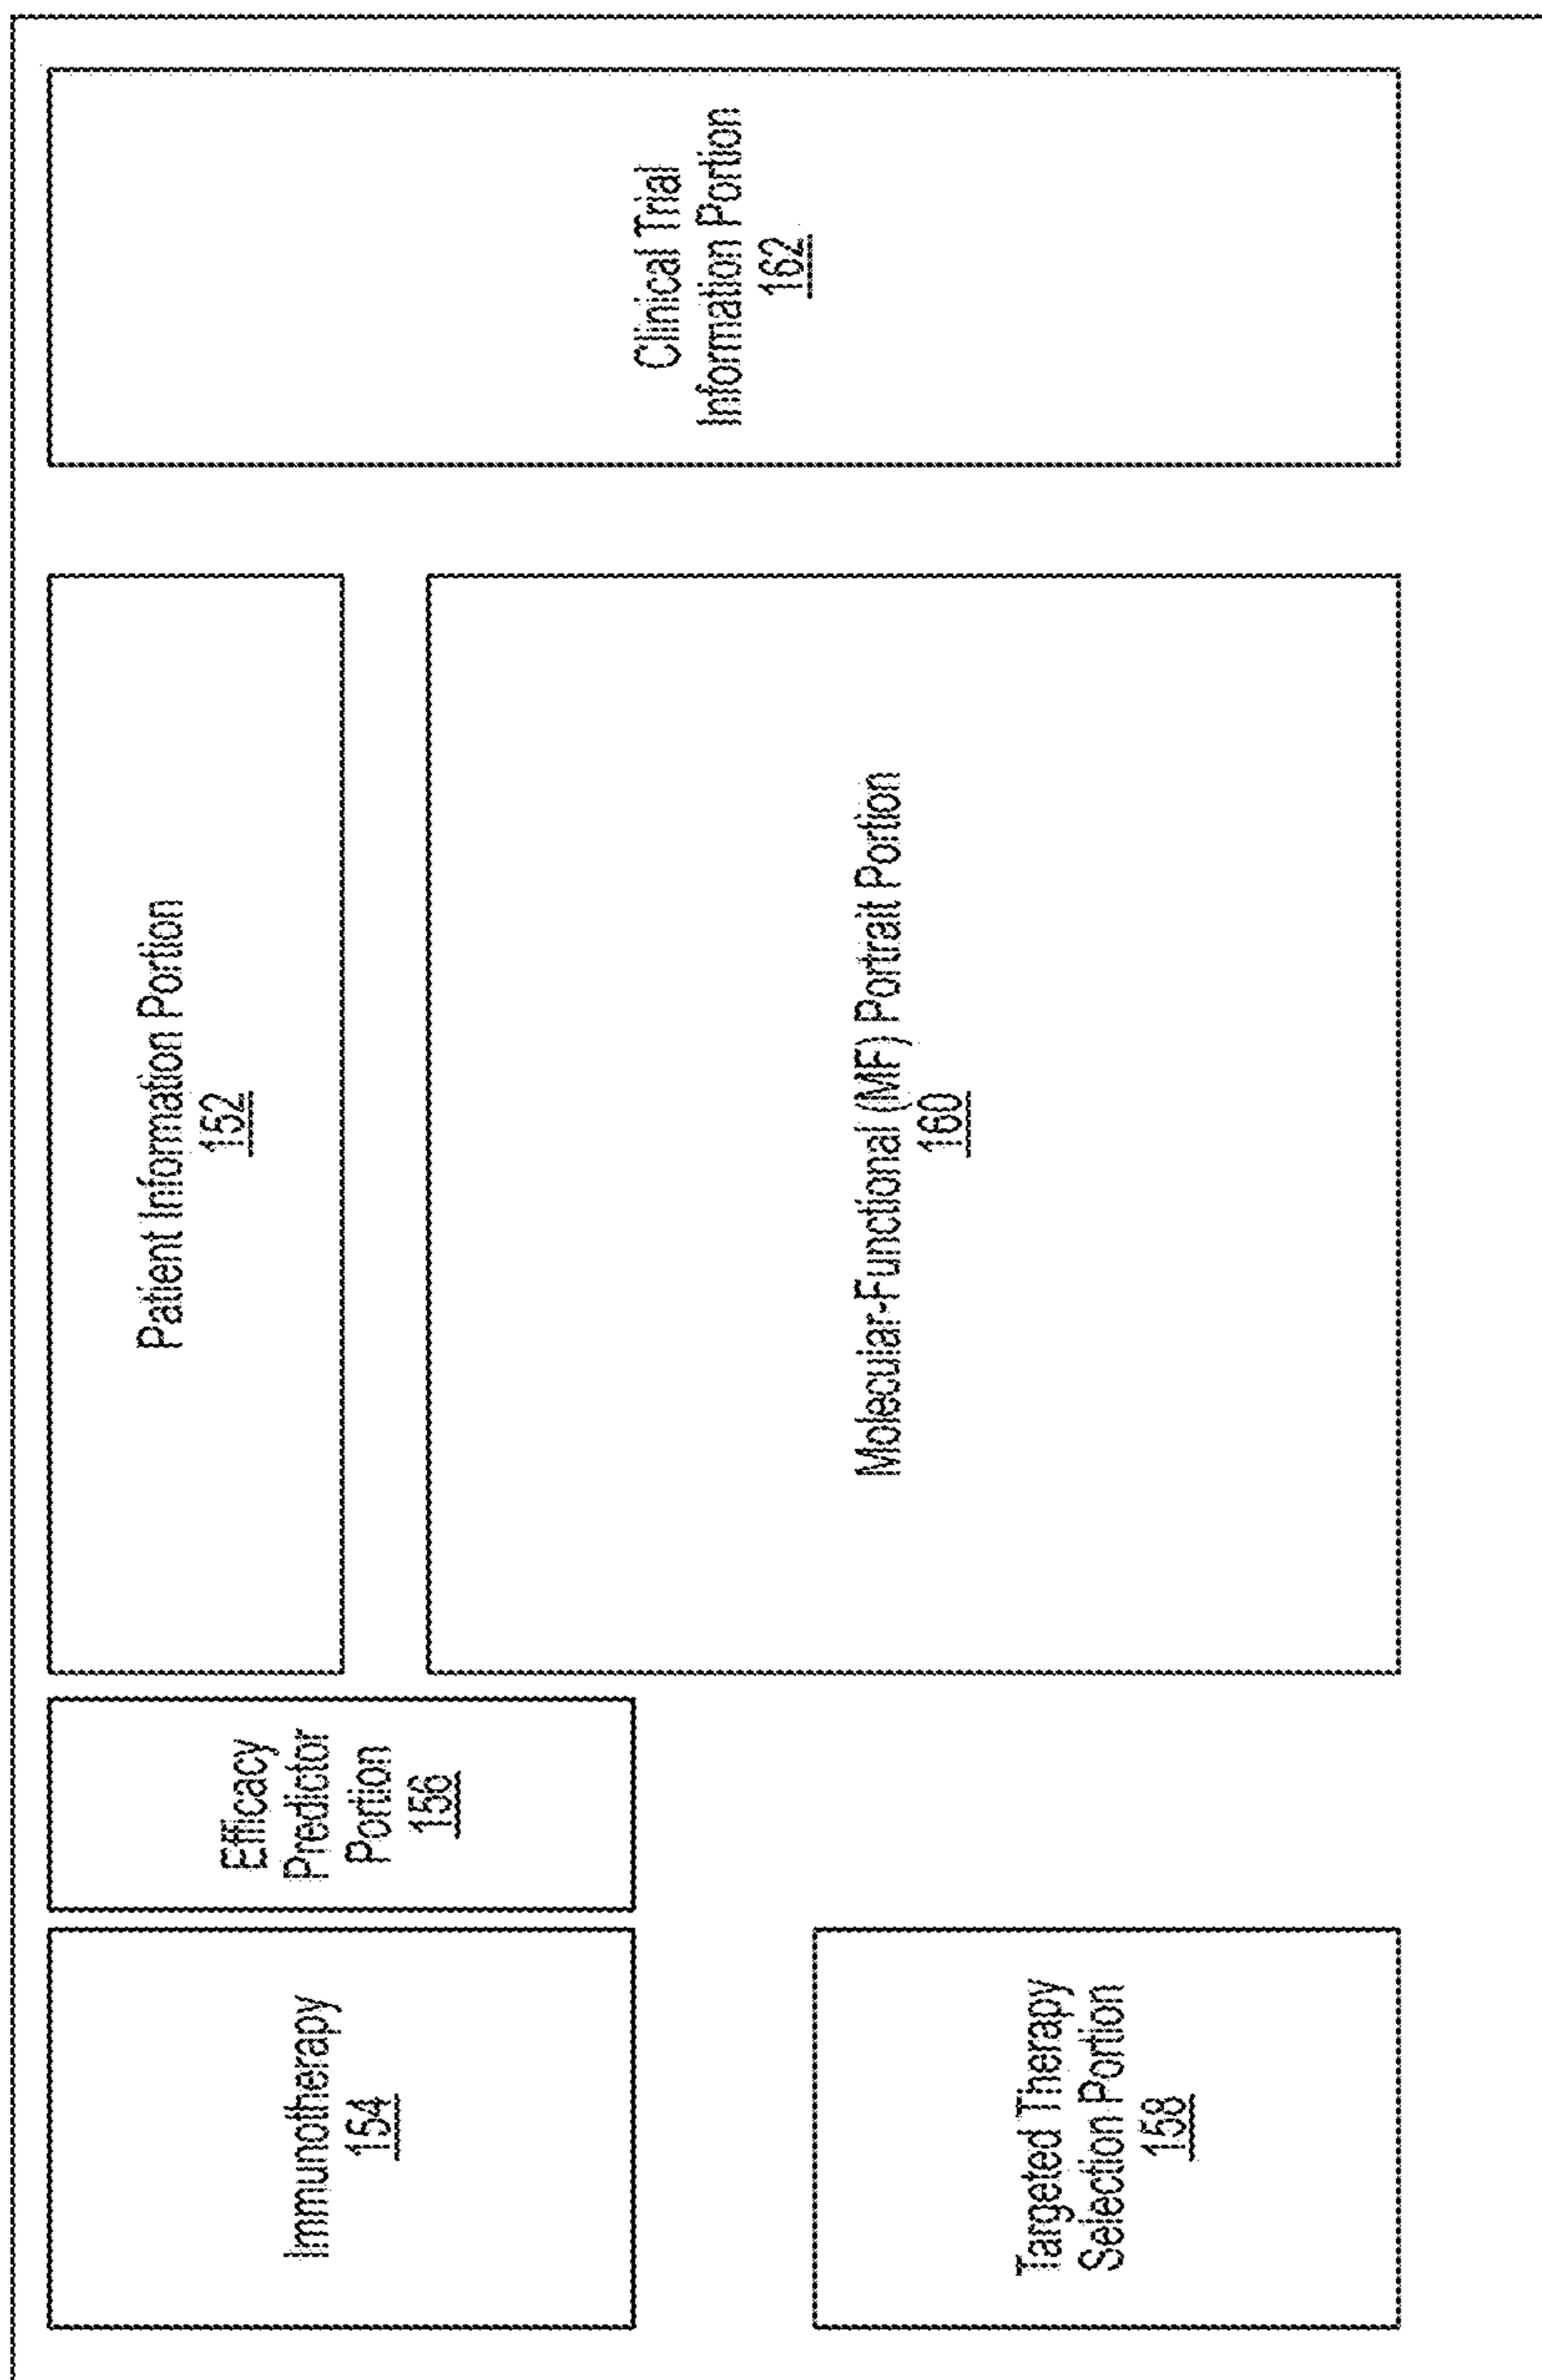 Immunotherapy
154
Efficacy
Predictor
Portion
156
Patient Information Portion
152
Clinical Trial
Information Portion
162
Targeted Therapy
Selection Portion
158
Molecular-Functional (MF) Portrait Portion
160